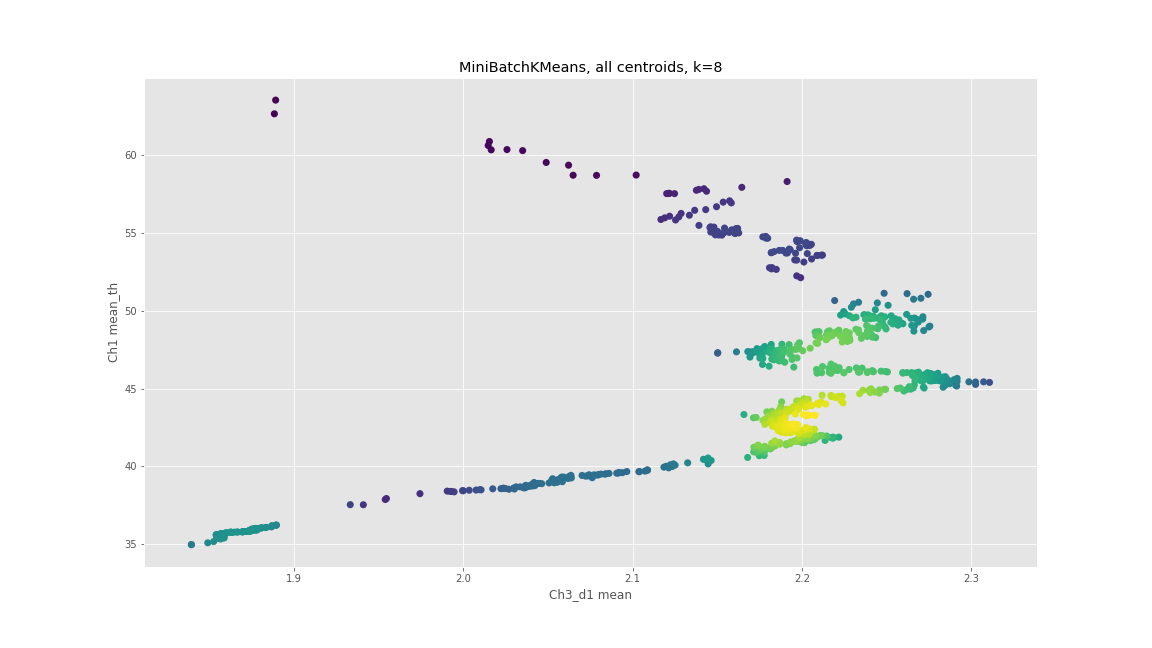 MiniBatchKMeans, all centroids, k=8
Ch1 mean_th
60
55
50
45
40
35
1.9 2.0 2.1 2.2 2.3
Ch3_d1 mean